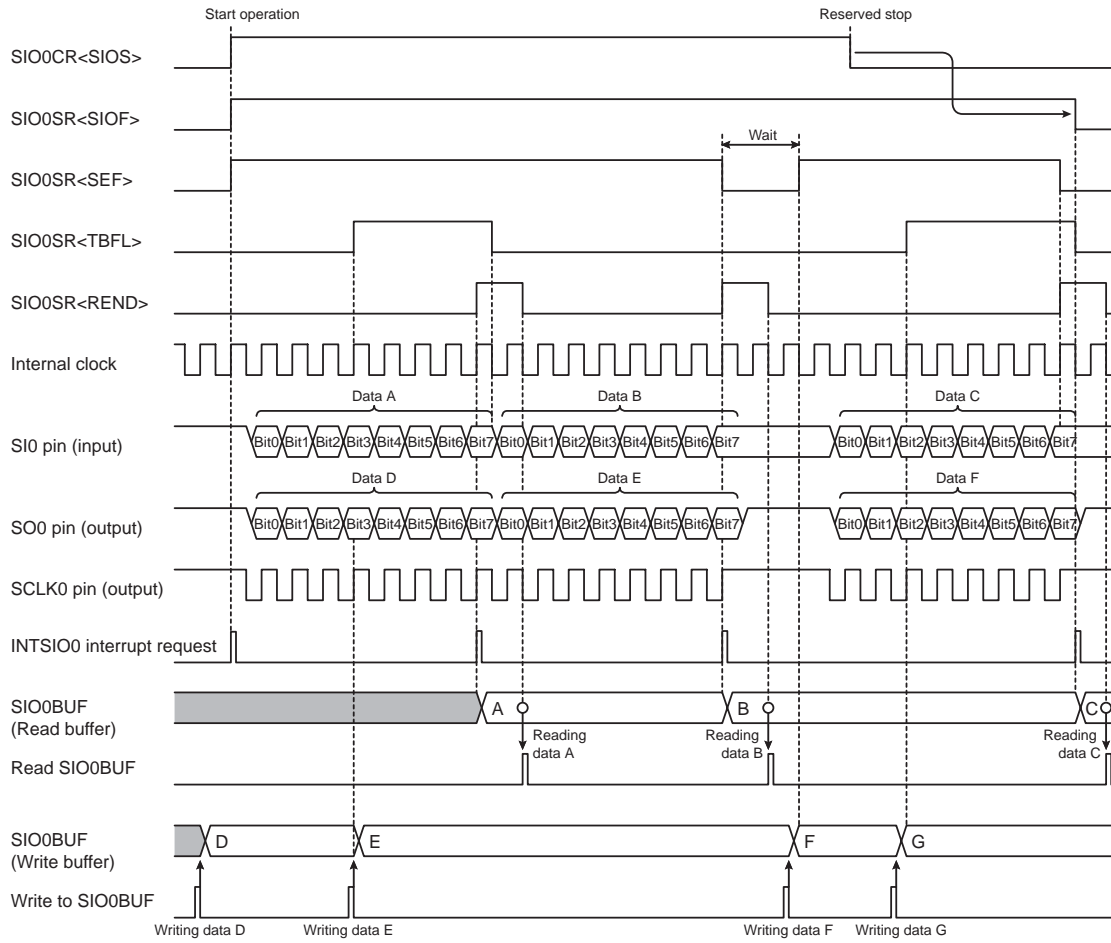 Start operation
Reserved stop
SIO0CR<SIOS>
SIO0SR<SIOF>
Wait
SIO0SR<SEF>
SIO0SR<TBFL>
SIO0SR<REND>
Internal clock
Data A
Data B
Data C
SI0 pin (input)
Bit0 Bit1 Bit2 Bit3 Bit4 Bit5 Bit6 Bit7 Bit0 Bit1 Bit2 Bit3 Bit4 Bit5 Bit6 Bit7 Bit0 Bit1 Bit2 Bit3 Bit4 Bit5 Bit6 Bit7
Data D
Data E
Data F
SO0 pin (output)
Bit0 Bit1 Bit2 Bit3 Bit4 Bit5 Bit6 Bit7 Bit0 Bit1 Bit2 Bit3 Bit4 Bit5 Bit6 Bit7 Bit0 Bit1 Bit2 Bit3 Bit4 Bit5 Bit6 Bit7
SCLK0 pin (output)
INTSIO0 interrupt request
SIO0BUF
(Read buffer)
A
B
C
Reading
data A
Reading
data B
Reading
data C
Read SIO0BUF
SIO0BUF
(Write buffer)
D
E
F
G
Write to SIO0BUF
Writing data D
Writing data E
Writing data F
Writing data G